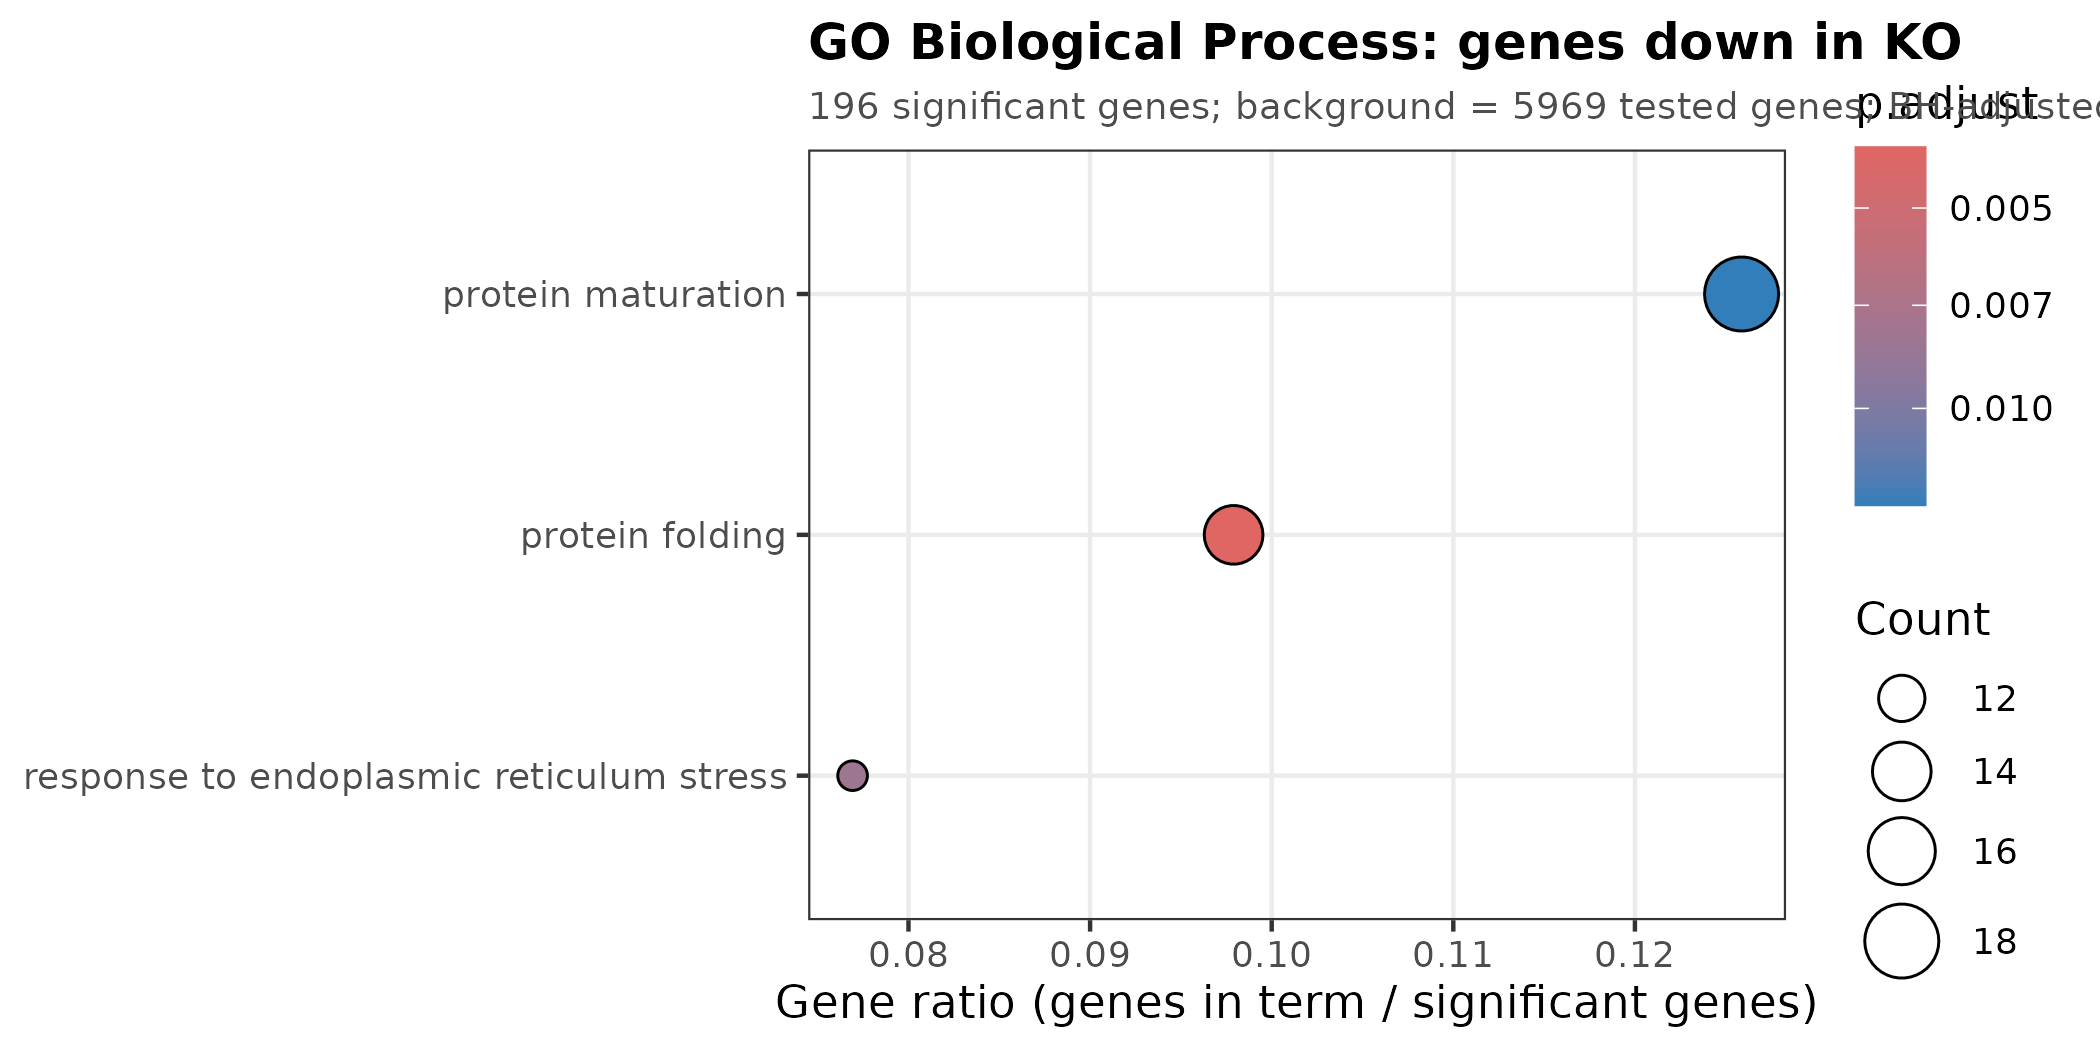 GO Biological Process: genes down in KO
196 significant genes; background = 5969 tested genes; BH-adjusted
p.adjust
0.005
0.007
0.010
protein maturation
protein folding
response to endoplasmic reticulum stress
Count
12
14
16
18
0.08 0.09 0.10 0.11 0.12
Gene ratio (genes in term / significant genes)